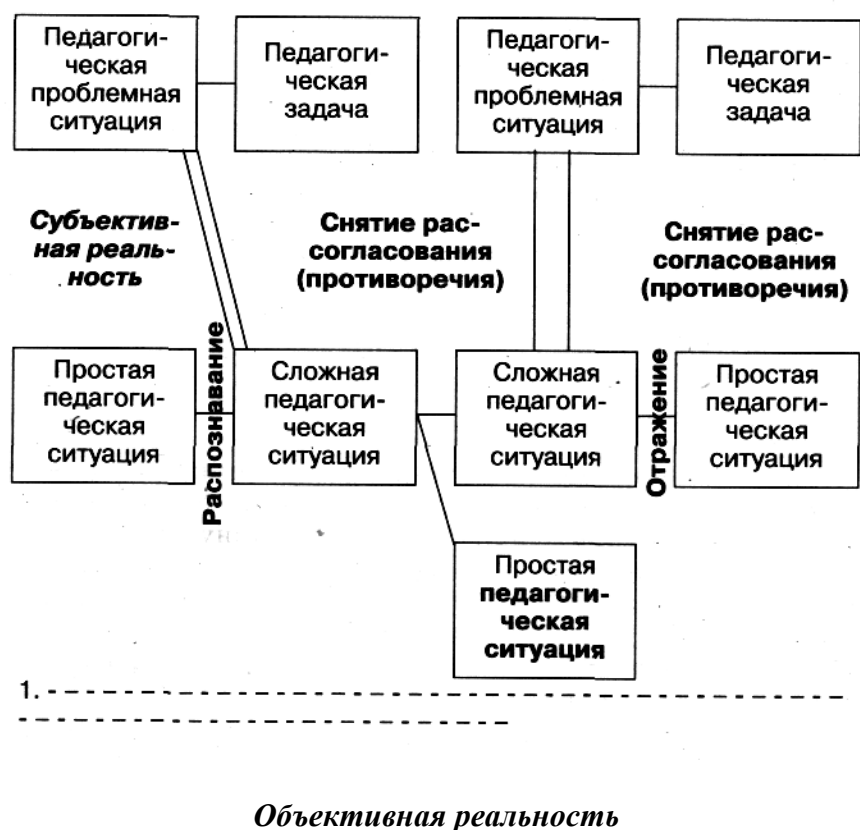 Педагоги-
ческая
проблемная
ситуация
Педагоги-
ческая
задача
Педагоги-
ческая
проблемная
ситуация
Педагоги-
ческая
задача
Субъектив-
ная реаль-
ность
Снятие рас-
согласования
(противоречия)
Снятие рас-
согласования
(противоречия)
Простая
педагоги-
ческая
ситуация
Распознавание
Сложная
педагоги-
ческая
ситуация
Сложная
педагоги-
ческая
ситуация
Отражение
Простая
педагоги-
ческая
ситуация
Простая
педагоги-
ческая
ситуация
1.
Объективная реальность